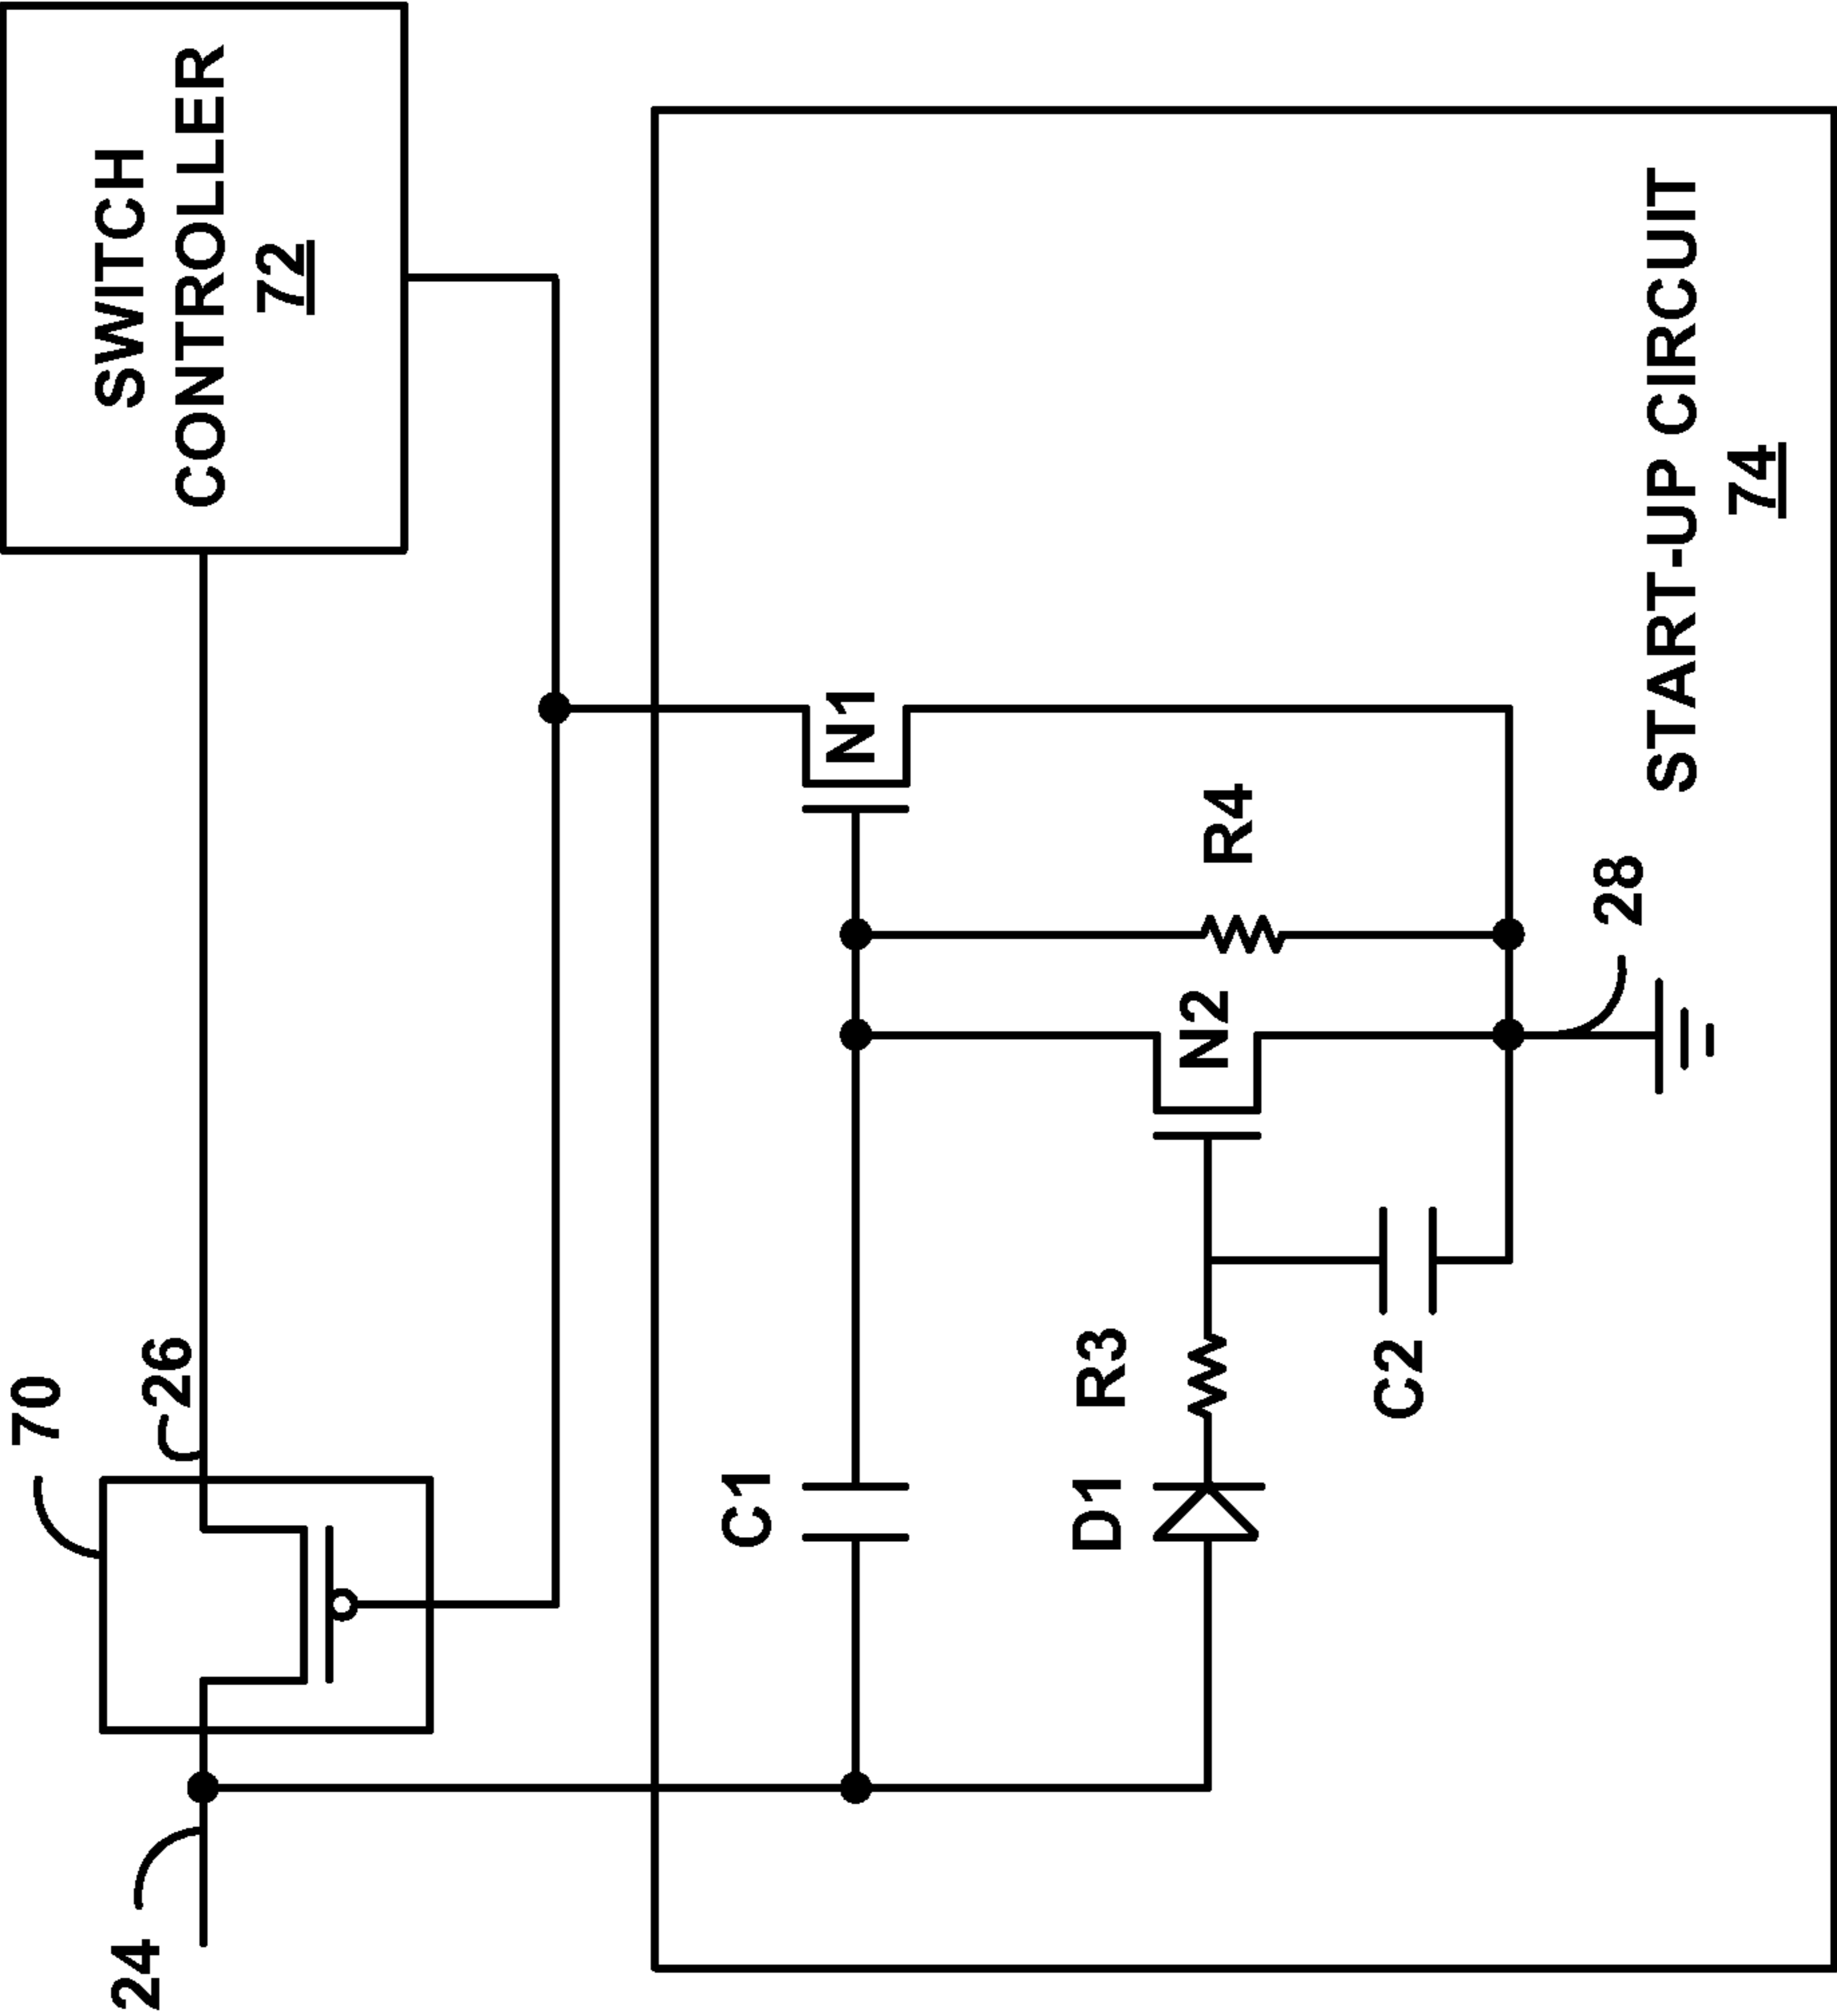 24
26
70
SWITCH
CONTROLLER
72
C1
N1
D1
R3
N2
R4
C2
28
START-UP CIRCUIT
74